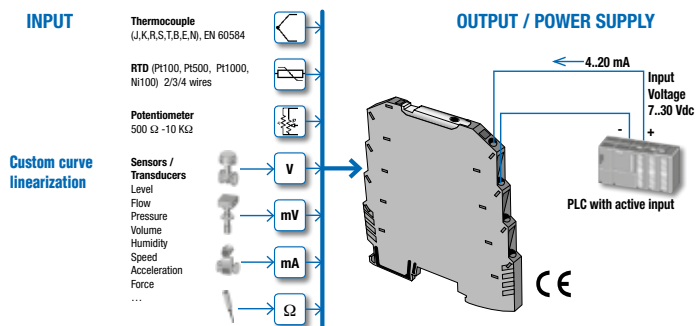 INPUT
Thermocouple
(J,K,R,S,T,B,E,N), EN 60584
RTD (Pt100, Pt500, Pt1000,
Ni100) 2/3/4 wires
Potentiometer
500 Ω -10 KΩ
Custom curve
linearization
Sensors /
Transducers
Level
Flow
Pressure
Volume
Humidity
Speed
Acceleration
Force
...
V
mV
mA
Ω
OUTPUT / POWER SUPPLY
4..20 mA
Input
Voltage
7..30 Vdc
- +
PLC with active input
CE